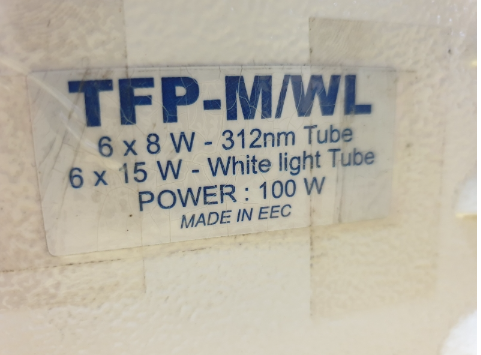 TFP-M/WL
6 x 8 W - 312nm Tube
6 x 15 W - White light Tube
POWER : 100 W
MADE IN EEC